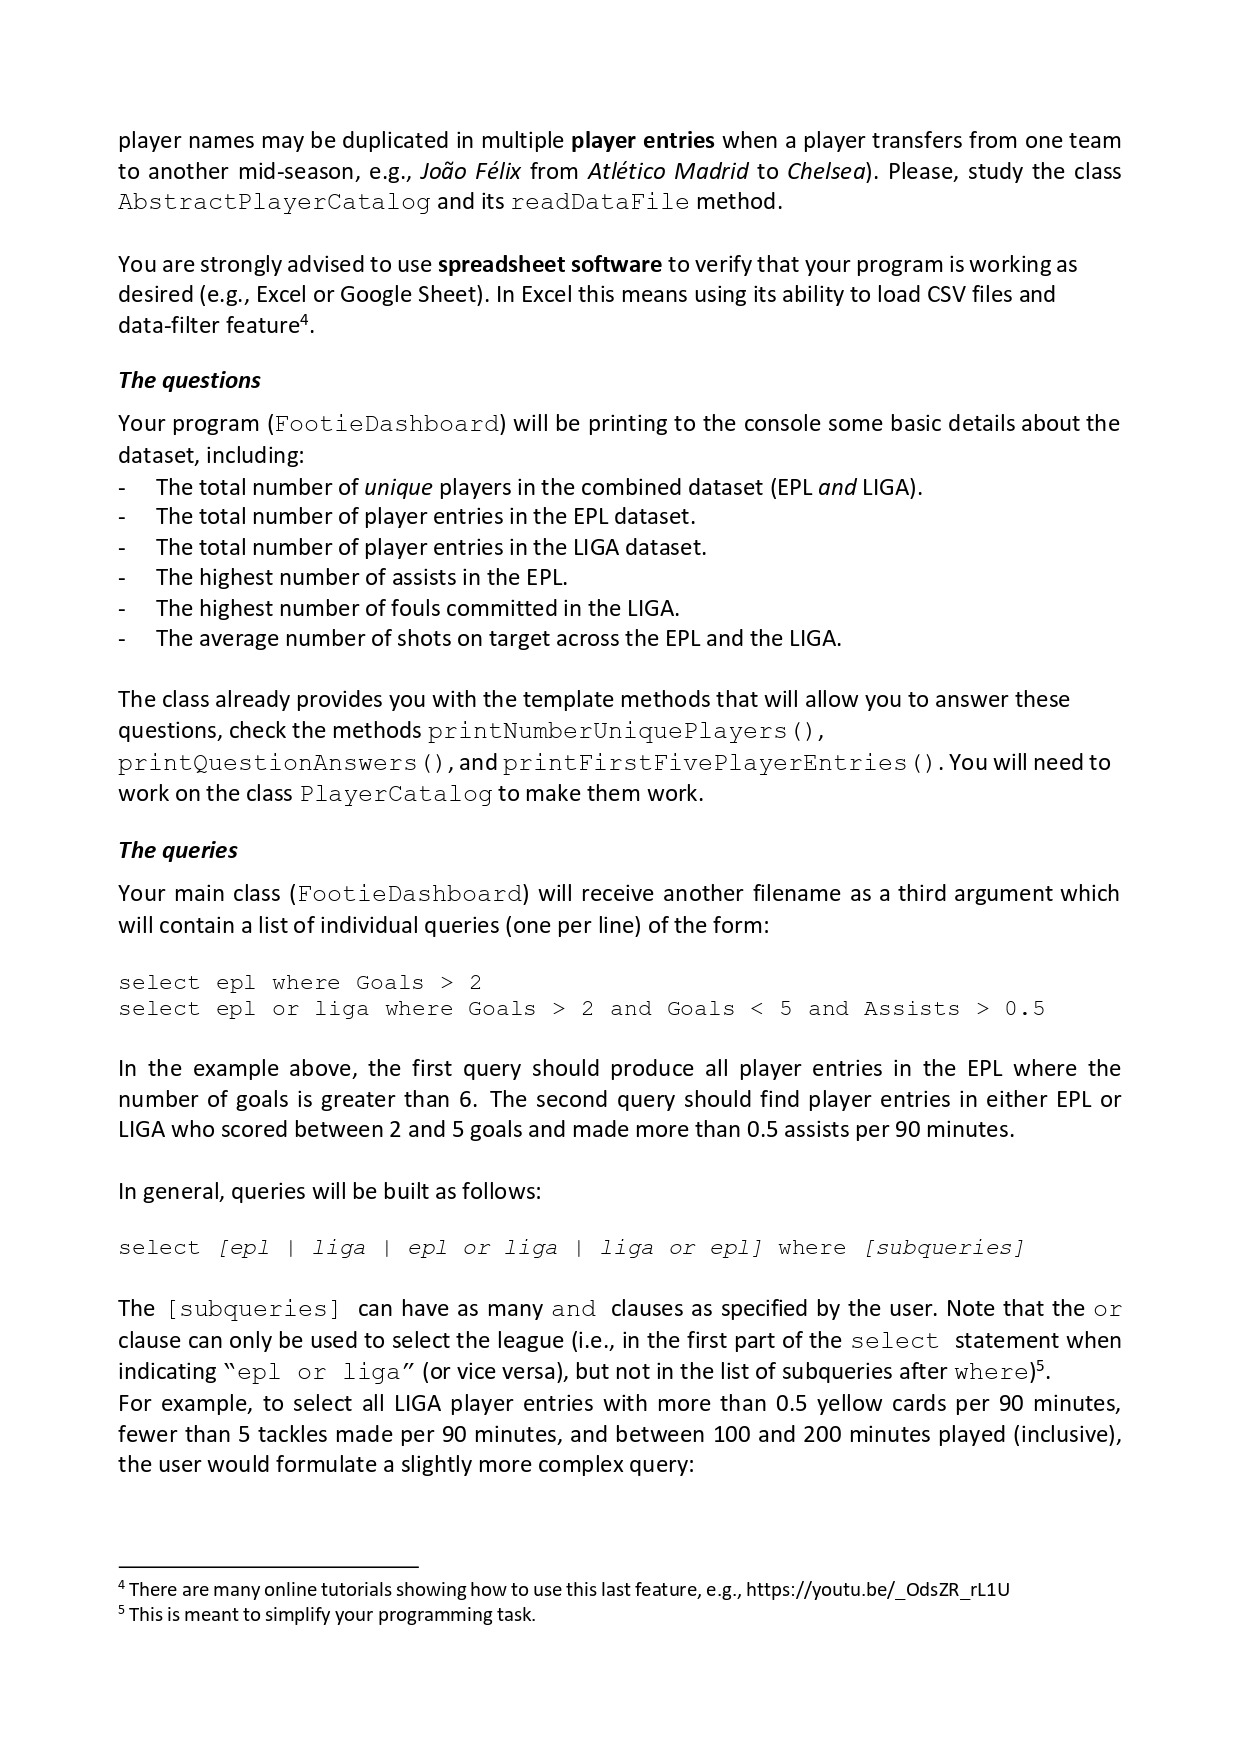 player names may be duplicated in multiple player entries when a player transfers from one team
to another mid-season, e.g., João Félix from Atlético Madrid to Chelsea). Please, study the class
AbstractPlayerCatalog and its readDataFile method.
You are strongly advised to use spreadsheet software to verify that your program is working as
desired (e.g., Excel or Google Sheet). In Excel this means using its ability to load CSV files and
data-filter feature⁴.
The questions
Your program (FootieDashboard) will be printing to the console some basic details about the
dataset, including:
- The total number of unique players in the combined dataset (EPL and LIGA).
- The total number of player entries in the EPL dataset.
- The total number of player entries in the LIGA dataset.
- The highest number of assists in the EPL.
- The highest number of fouls committed in the LIGA.
- The average number of shots on target across the EPL and the LIGA.
The class already provides you with the template methods that will allow you to answer these
questions, check the methods printNumberUniquePlayers(),
printQuestionAnswers(), and printFirstFivePlayerEntries(). You will need to
work on the class PlayerCatalog to make them work.
The queries
Your main class (FootieDashboard) will receive another filename as a third argument which
will contain a list of individual queries (one per line) of the form:
select epl where Goals > 2
select epl or liga where Goals > 2 and Goals < 5 and Assists > 0.5
In the example above, the first query should produce all player entries in the EPL where the
number of goals is greater than 6. The second query should find player entries in either EPL or
LIGA who scored between 2 and 5 goals and made more than 0.5 assists per 90 minutes.
In general, queries will be built as follows:
select [epl | liga | epl or liga | liga or epl] where [subqueries]
The [subqueries] can have as many and clauses as specified by the user. Note that the or
clause can only be used to select the league (i.e., in the first part of the select statement when
indicating “epl or liga” (or vice versa), but not in the list of subqueries after where)⁵.
For example, to select all LIGA player entries with more than 0.5 yellow cards per 90 minutes,
fewer than 5 tackles made per 90 minutes, and between 100 and 200 minutes played (inclusive),
the user would formulate a slightly more complex query:
⁴ There are many online tutorials showing how to use this last feature, e.g., https://youtu.be/_OdsZR_rL1U
⁵ This is meant to simplify your programming task.